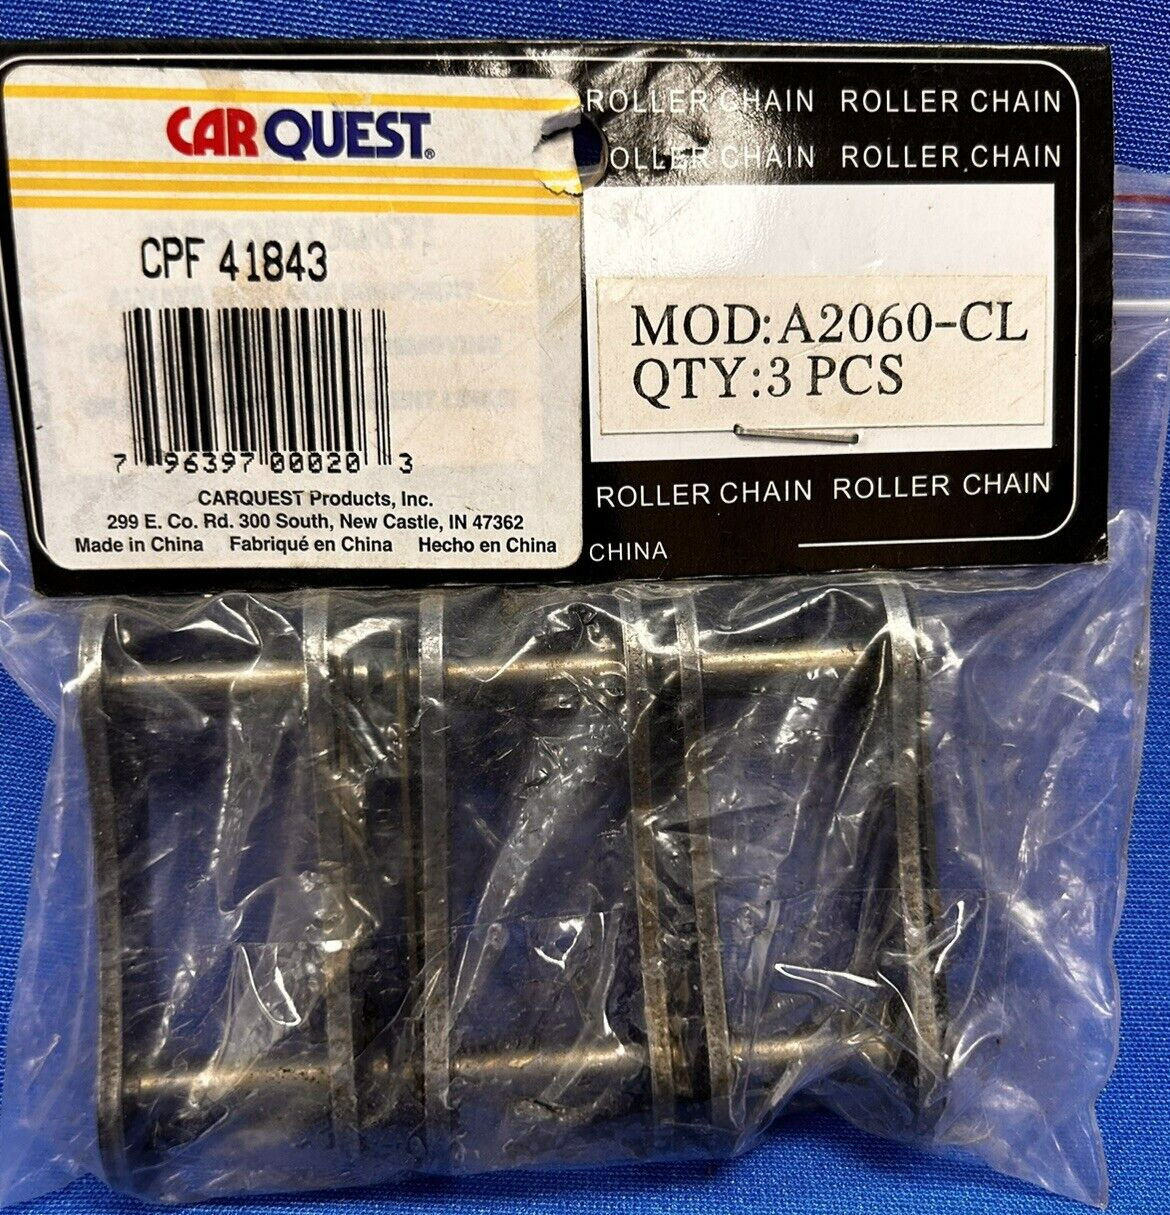 CARQUEST®
CPF 41843
7 96397 00020 3
CARQUEST Products, Inc.
299 E. Co. Rd. 300 South, New Castle, IN 47362
Made in China Fabriqué en China Hecho en China
ROLLER CHAIN ROLLER CHAIN
OLLER CHAIN ROLLER CHAIN
MOD:A2060-CL
QTY:3 PCS
ROLLER CHAIN ROLLER CHAIN
CHINA